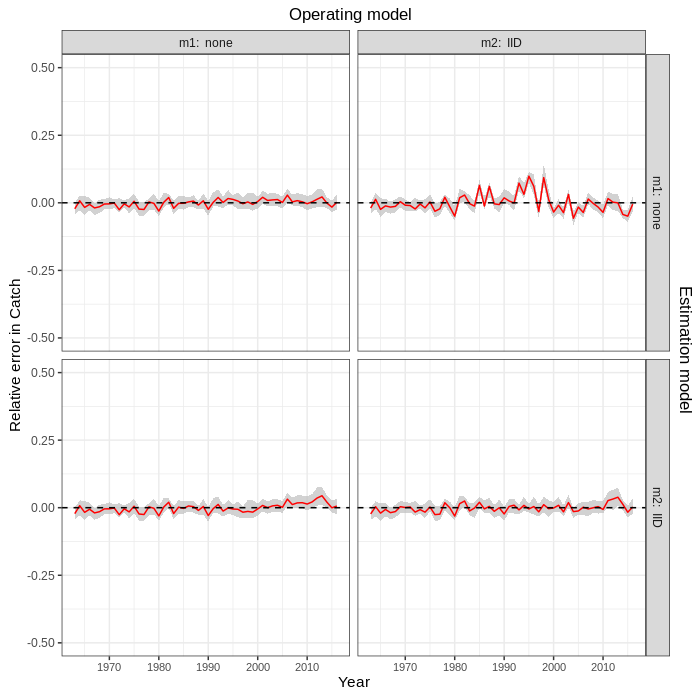 Operating model
m1: none
m2: IID
0.50
0.25
0.00
-0.25
-0.50
m1: none
0.50
0.25
0.00
-0.25
-0.50
m2: IID
Relative error in Catch
Estimation model
1970 1980 1990 2000 2010
1970 1980 1990 2000 2010
Year